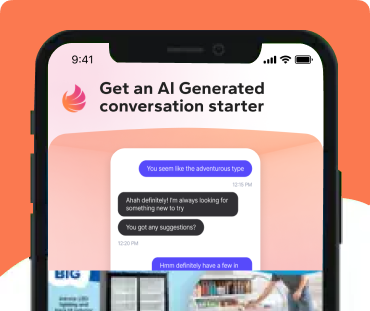 9:41
Get an AI Generated
conversation starter
You seem like the adventurous type
12:15 PM
Ahah definitely! I'm always looking for
something new to try
You got any suggestions?
12:20 PM
Hmm definitely have a few in
BIG